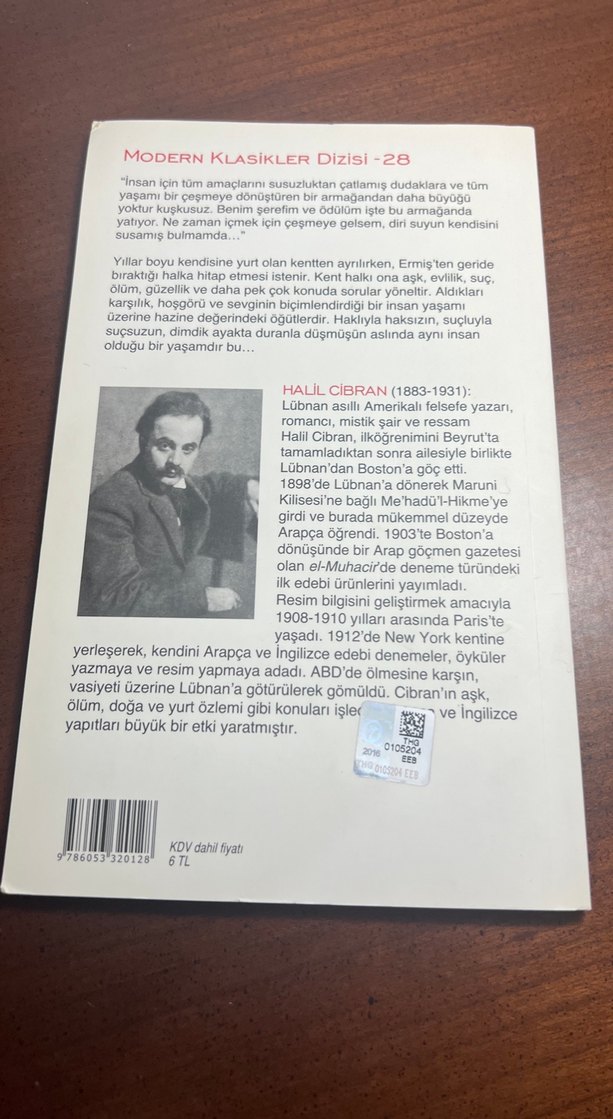 MODERN KLASİKLER DİZİSİ -28
"İnsan için tüm amaçlarını susuzluktan çatlamış dudaklara ve tüm
yaşamı bir çeşmeye dönüştüren bir armağandan daha büyüğü
yoktur kuşkusuz. Benim şerefim ve ödülüm işte bu armağanda
yatıyor. Ne zaman içmek için çeşmeye gelsem, diri suyun kendisini
susamış bulmamda..."
Yıllar boyu kendisine yurt olan kentten ayrılırken, Ermiş'ten geride
bıraktığı halka hitap etmesi istenir. Kent halkı ona aşk, evlilik, suç,
ölüm, güzellik ve daha pek çok konuda sorular yöneltir. Aldıkları
karşılık, hoşgörü ve sevginin biçimlendirdiği bir insan yaşamı
üzerine hazine değerindeki öğütlerdir. Haklıyla haksızın, suçluyla
suçsuzun, dimdik ayakta duranla düşmüşün aslında aynı insan
olduğu bir yaşamdır bu...
HALİL CİBRAN (1883-1931):
Lübnan asıllı Amerikalı felsefe yazarı,
romancı, mistik şair ve ressam
Halil Cibran, ilköğrenimini Beyrut'ta
tamamladıktan sonra ailesiyle birlikte
Lübnan'dan Boston'a göç etti.
1898'de Lübnan'a dönerek Maruni
Kilisesi'ne bağlı Me'hadü'l-Hikme'ye
girdi ve burada mükemmel düzeyde
Arapça öğrendi. 1903'te Boston'a
dönüşünde bir Arap göçmen gazetesi
olan el-Muhacir'de deneme türündeki
ilk edebi ürünlerini yayımladı.
Resim bilgisini geliştirmek amacıyla
1908-1910 yılları arasında Paris'te
yaşadı. 1912'de New York kentine
yerleşerek, kendini Arapça ve İngilizce edebi denemeler, öyküler
yazmaya ve resim yapmaya adadı. ABD'de ölmesine karşın,
vasiyeti üzerine Lübnan'a götürülerek gömüldü. Cibran'ın aşk,
ölüm, doğa ve yurt özlemi gibi konuları ve İngilizce
yapıtları büyük bir etki yaratmıştır.
THG
2016 0105204
EEB
THG 0105204 EEB
9 786053 320128
KDV dahil fiyatı
6 TL